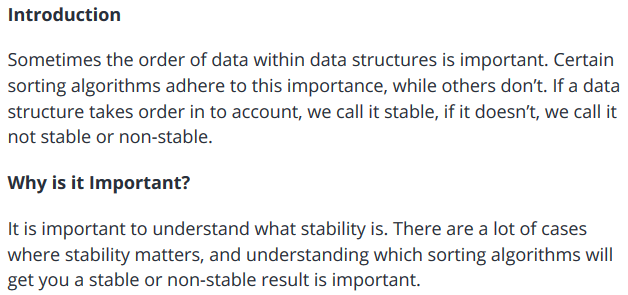 Introduction
Sometimes the order of data within data structures is important. Certain
sorting algorithms adhere to this importance, while others don’t. If a data
structure takes order in to account, we call it stable, if it doesn’t, we call it
not stable or non-stable.
Why is it Important?
It is important to understand what stability is. There are a lot of cases
where stability matters, and understanding which sorting algorithms will
get you a stable or non-stable result is important.